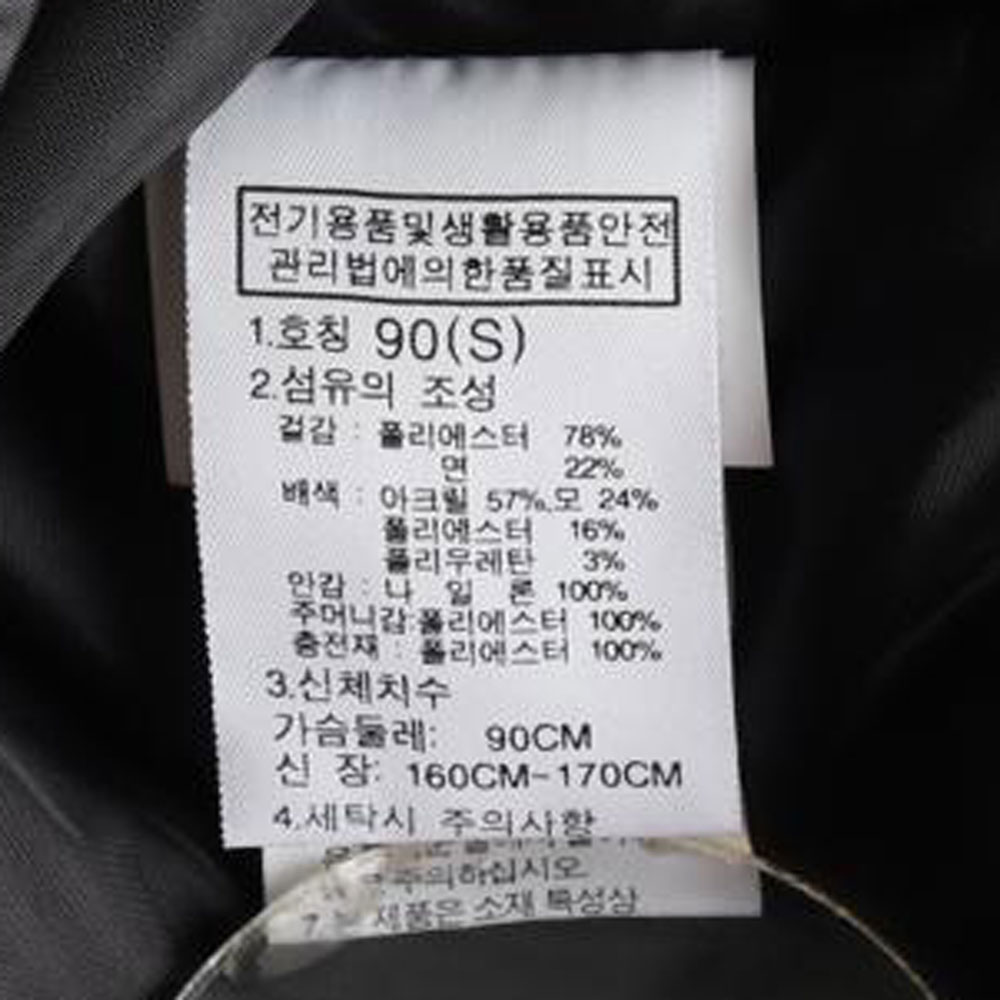 전기용품및생활용품안전
관리법에의한품질표시
1.호칭 90(S)
2.섬유의 조성
겉감 : 폴리에스터 78%
면 22%
배색 : 아크릴 57%.모 24%
폴리에스터 16%
폴리우레탄 3%
안감 : 나 일 론 100%
주머니감:폴리에스터 100%
충전재 : 폴리에스터 100%
3.신체치수
가슴둘레: 90CM
신 장: 160CM~170CM
4.세탁시 주의사항
주의하십시오
7. 제품은 소재 특성상